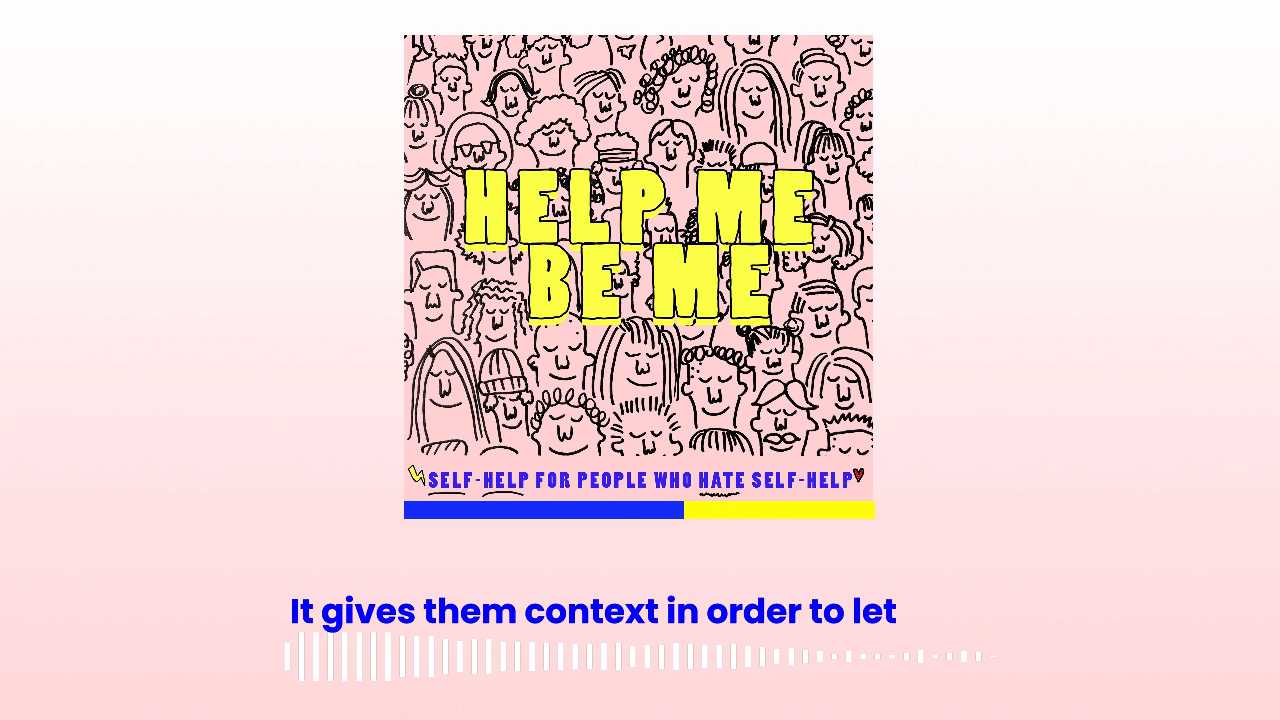 HELP ME
BE ME
SELF-HELP FOR PEOPLE WHO HATE SELF-HELP
It gives them context in order to let